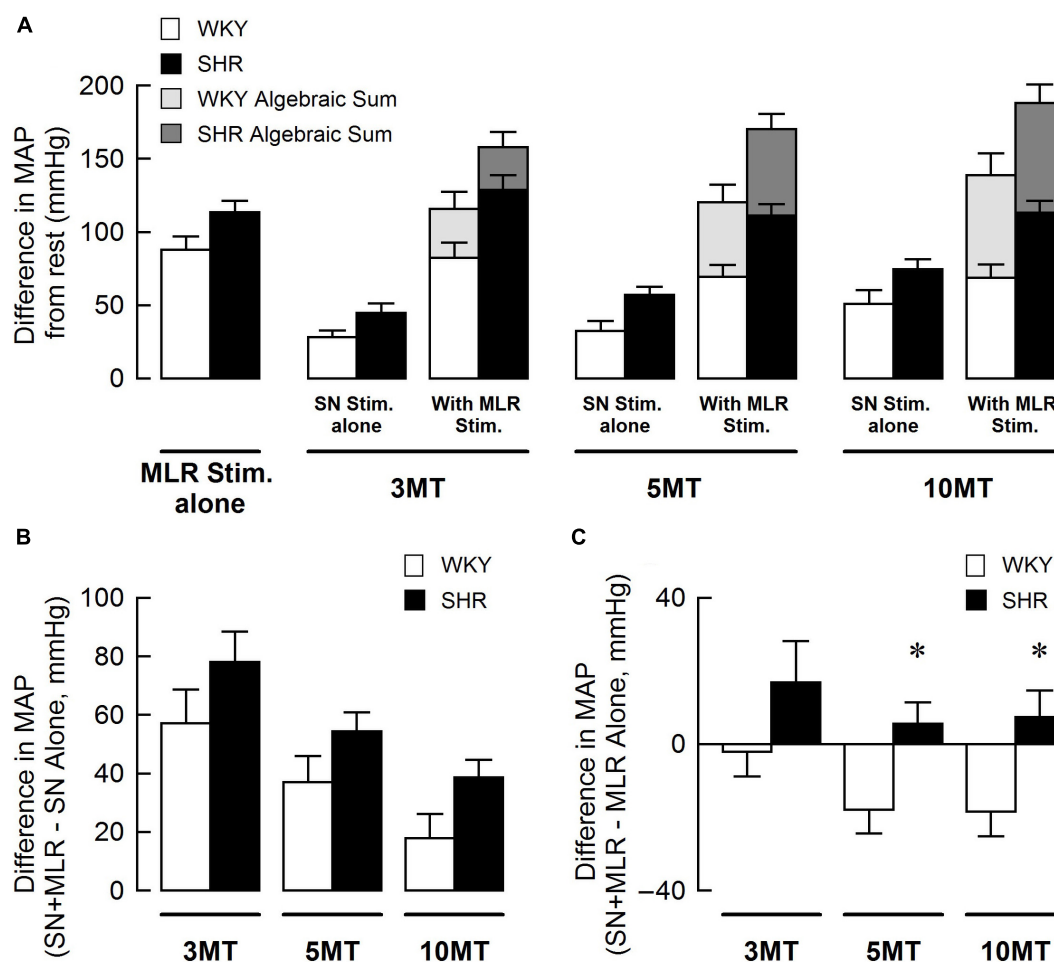 A
WKY
SHR
WKY Algebraic Sum
SHR Algebraic Sum
Difference in MAP
from rest (mmHg)
200
150
100
50
0
SN Stim.
alone
With MLR
Stim.
SN Stim.
alone
With MLR
Stim.
SN Stim.
alone
With MLR
Stim.
MLR Stim.
alone
3MT
5MT
10MT
B
WKY
SHR
Difference in MAP
(SN+MLR - SN Alone, mmHg)
100
80
60
40
20
0
3MT
5MT
10MT
C
WKY
SHR
Difference in MAP
(SN+MLR - MLR Alone, mmHg)
40
0
–40
*
*
3MT
5MT
10MT